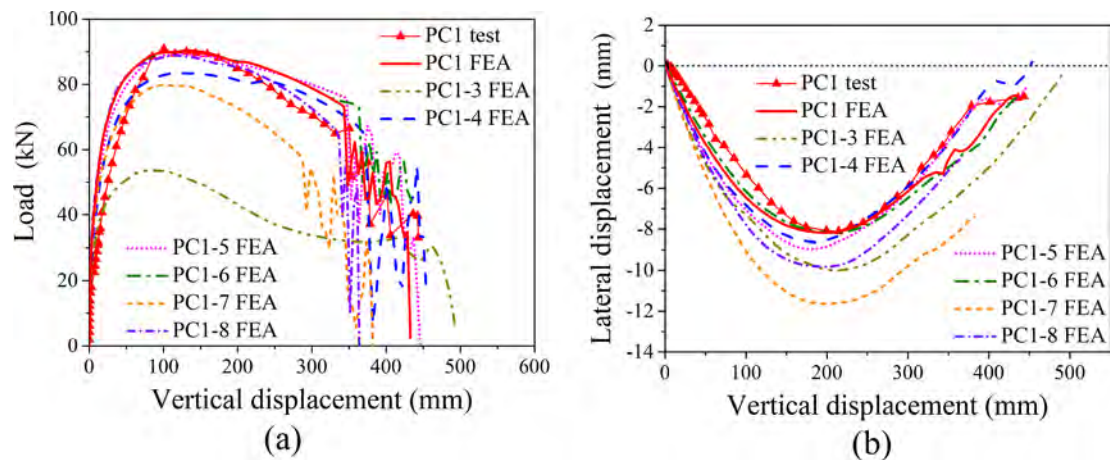 100
80
60
40
20
0
Load (kN)
0 100 200 300 400 500 600
Vertical displacement (mm)
(a)
PC1 test
PC1 FEA
PC1-3 FEA
PC1-4 FEA
PC1-5 FEA
PC1-6 FEA
PC1-7 FEA
PC1-8 FEA
2
0
-2
-4
-6
-8
-10
-12
-14
Lateral displacement (mm)
0 100 200 300 400 500
Vertical displacement (mm)
(b)
PC1 test
PC1 FEA
PC1-3 FEA
PC1-4 FEA
PC1-5 FEA
PC1-6 FEA
PC1-7 FEA
PC1-8 FEA